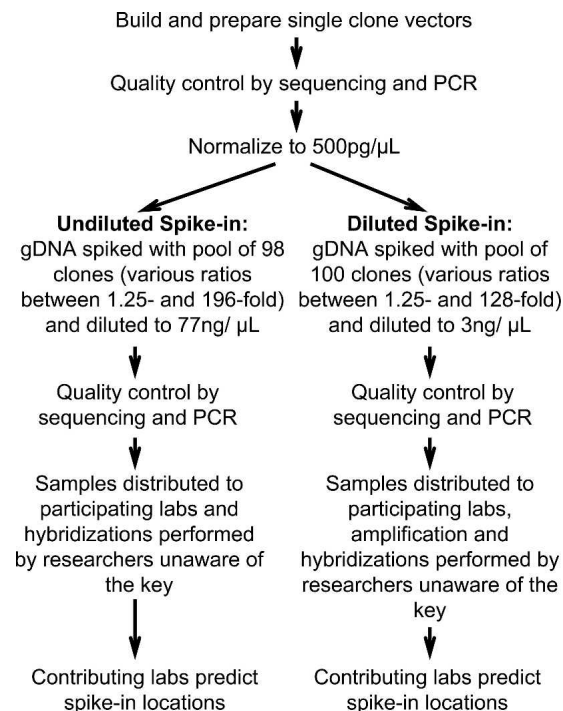 Build and prepare single clone vectors
Quality control by sequencing and PCR
Normalize to 500pg/µL
Undiluted Spike-in:
gDNA spiked with pool of 98
clones (various ratios
between 1.25- and 196-fold)
and diluted to 77ng/ µL
Quality control by
sequencing and PCR
Samples distributed to
participating labs and
hybridizations performed
by researchers unaware of
the key
Contributing labs predict
spike-in locations
Diluted Spike-in:
gDNA spiked with pool of
100 clones (various ratios
between 1.25- and 128-fold)
and diluted to 3ng/ µL
Quality control by
sequencing and PCR
Samples distributed to
participating labs,
amplification and
hybridizations performed by
researchers unaware of the
key
Contributing labs predict
spike-in locations